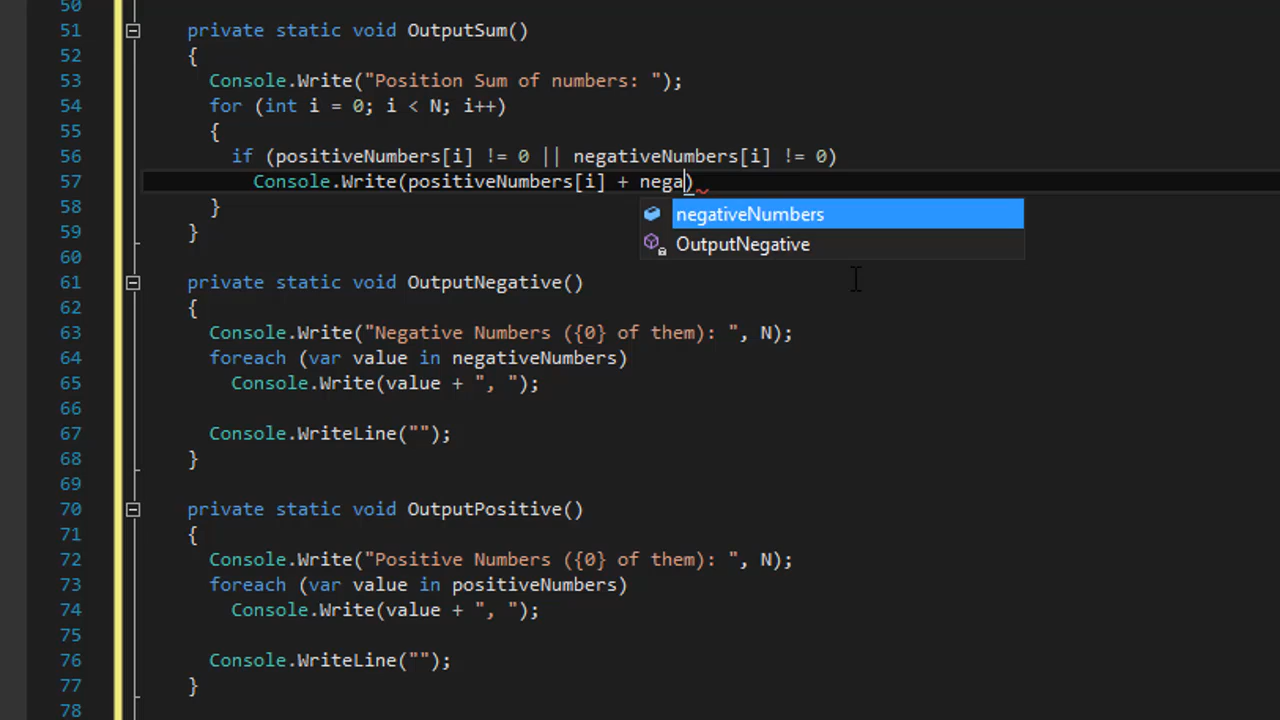 50
51 private static void OutputSum()
52 {
53 Console.Write("Position Sum of numbers: ");
54 for (int i = 0; i < N; i++)
55 {
56 if (positiveNumbers[i] != 0 || negativeNumbers[i] != 0)
57 Console.Write(positiveNumbers[i] + nega)
58 }
negativeNumbers
59 }
OutputNegative
60
61 private static void OutputNegative()
62 {
63 Console.Write("Negative Numbers ({0} of them): ", N);
64 foreach (var value in negativeNumbers)
65 Console.Write(value + ", ");
66
67 Console.WriteLine("");
68 }
69
70 private static void OutputPositive()
71 {
72 Console.Write("Positive Numbers ({0} of them): ", N);
73 foreach (var value in positiveNumbers)
74 Console.Write(value + ", ");
75
76 Console.WriteLine("");
77 }
78